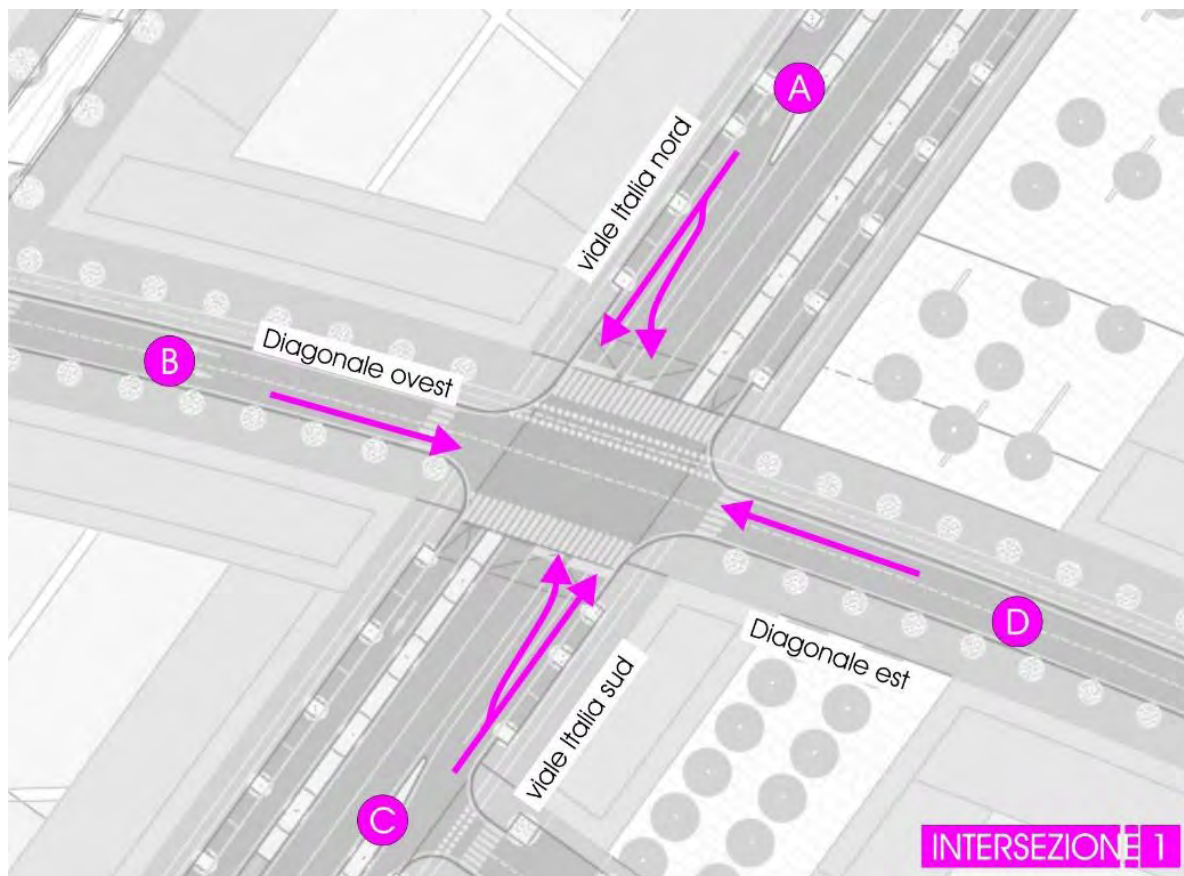 A
viale Italia nord
B
Diagonale ovest
D
Diagonale est
viale Italia sud
C
INTERSEZIONE 1